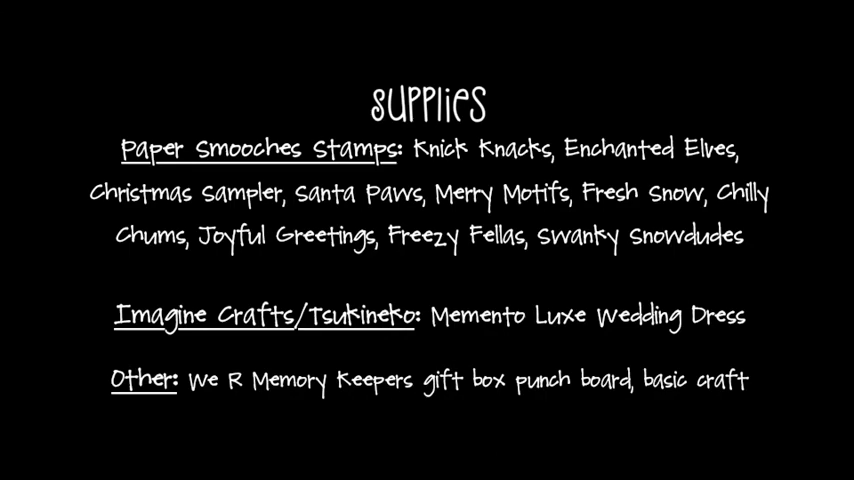 Supplies
Paper Smooches Stamps: Knick Knacks, Enchanted Elves,
Christmas Sampler, Santa Paws, Merry Motifs, Fresh Snow, Chilly
Chums, Joyful Greetings, Freezy Fellas, Swanky Snowdudes
Imagine Crafts/Tsukineko: Memento Luxe Wedding Dress
Other: We R Memory Keepers gift box punch board, basic craft